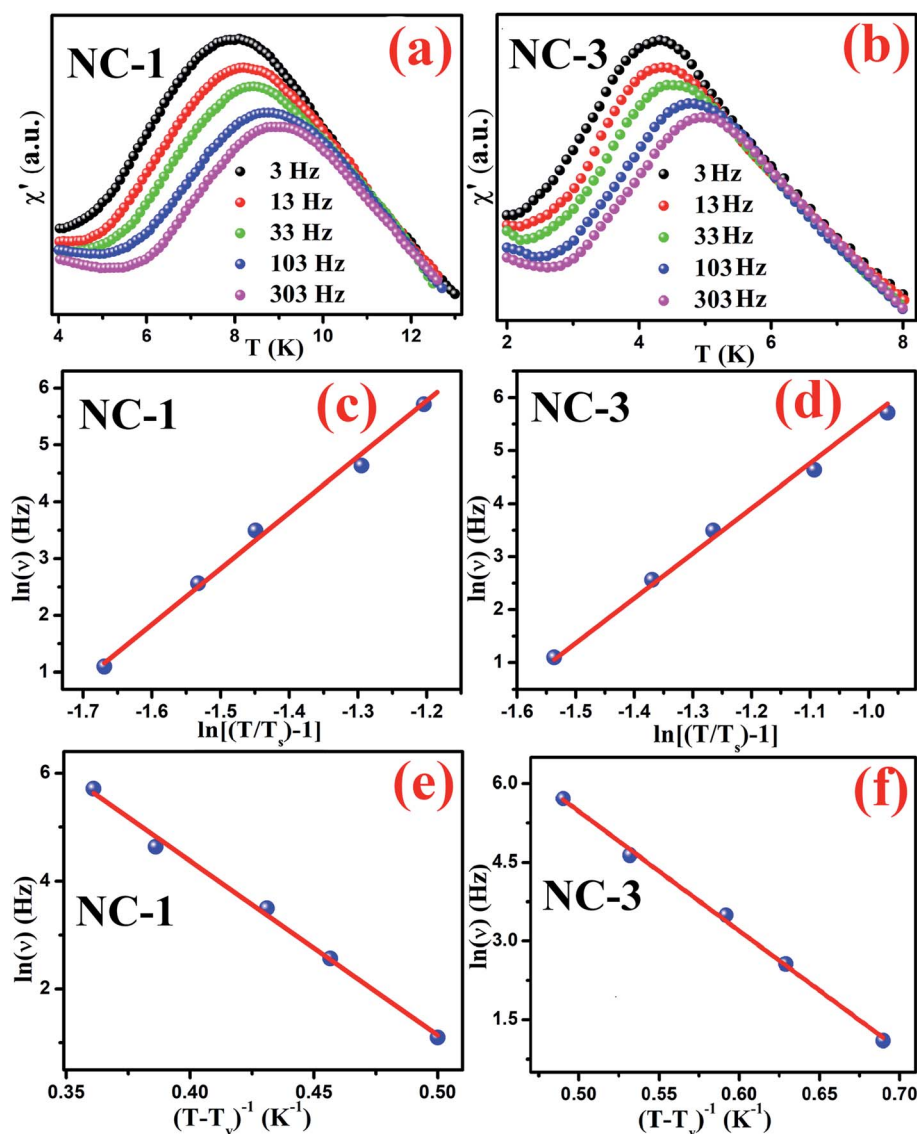 NC-1
(a)
χ' (a.u.)
3 Hz
13 Hz
33 Hz
103 Hz
303 Hz
4 6 8 10 12
T (K)
NC-3
(b)
χ' (a.u.)
3 Hz
13 Hz
33 Hz
103 Hz
303 Hz
2 4 6 8
T (K)
NC-1
(c)
ln(ν) (Hz)
6
5
4
3
2
1
-1.7 -1.6 -1.5 -1.4 -1.3 -1.2
ln[(T/Ts)-1]
NC-3
(d)
ln(ν) (Hz)
6
5
4
3
2
1
-1.6 -1.5 -1.4 -1.3 -1.2 -1.1 -1.0
ln[(T/Ts)-1]
(e)
NC-1
ln(ν) (Hz)
6
4
2
0.35 0.40 0.45 0.50
(T-Tv)-1 (K-1)
(f)
NC-3
ln(ν) (Hz)
6.0
4.5
3.0
1.5
0.50 0.55 0.60 0.65 0.70
(T-Tv)-1 (K-1)